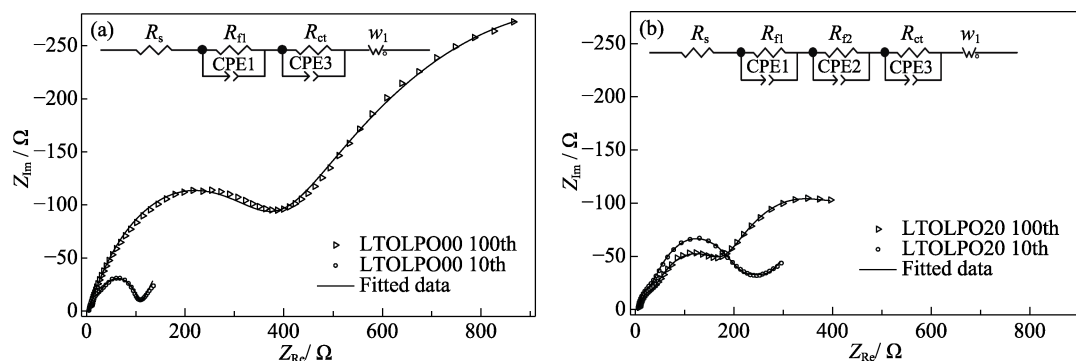 (a)
Rs Rf1 Rct w1
CPE1 CPE3
−250
−200
−150
−100
−50
0
ZIm/ Ω
LTOLPO00 100th
LTOLPO00 10th
Fitted data
0 200 400 600 800
ZRe/ Ω
(b)
Rs Rf1 Rf2 Rct w1
CPE1 CPE2 CPE3
−250
−200
−150
−100
−50
0
ZIm/ Ω
LTOLPO20 100th
LTOLPO20 10th
Fitted data
0 200 400 600 800
ZRe/ Ω